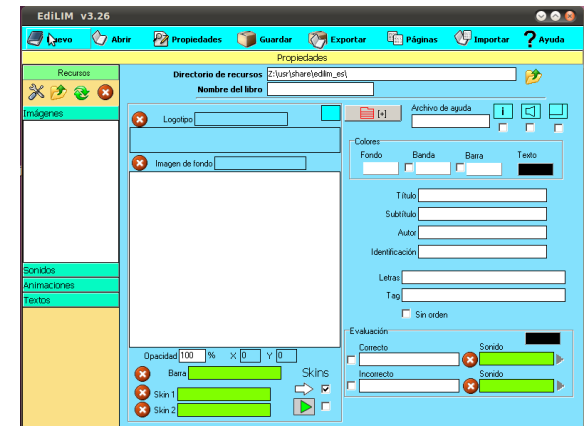 EdiLIM v3.26
Nuevo Abrir Propiedades Guardar Exportar Páginas Importar ? Ayuda
Propiedades
Recursos
Directorio de recursos Z:\usr\share\edilim_es\
Nombre del libro
Imágenes
Logotipo
[+]
Archivo de ayuda
i
Colores
Fondo Banda Barra Texto
Imagen de fondo
Título
Subtítulo
Autor
Identificación
Letras
Tag
Sin orden
Sonidos
Animaciones
Textos
Evaluación
Correcto Sonido
Incorrecto Sonido
Opacidad 100 % X 0 Y 0
Barra Skins
Skin 1
Skin 2